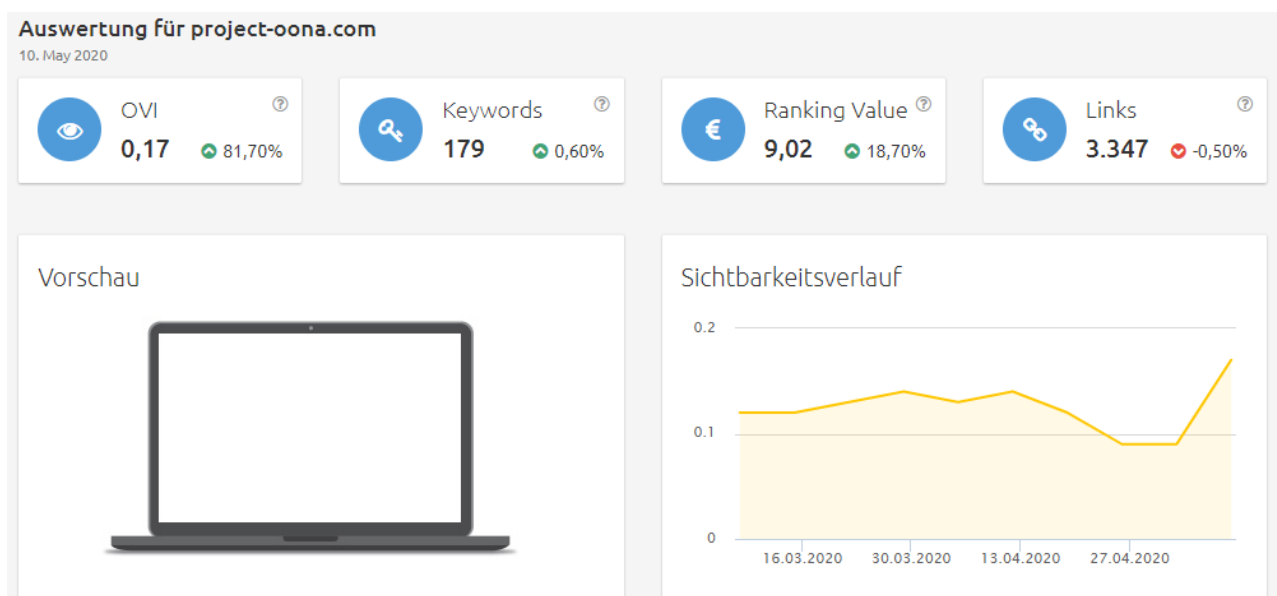 Auswertung für project-oona.com
10. May 2020
OVI
0,17 81,70%
Keywords
179 0,60%
Ranking Value
9,02 18,70%
Links
3.347 -0,50%
Vorschau
Sichtbarkeitsverlauf
0.2
0.1
0
16.03.2020 30.03.2020 13.04.2020 27.04.2020